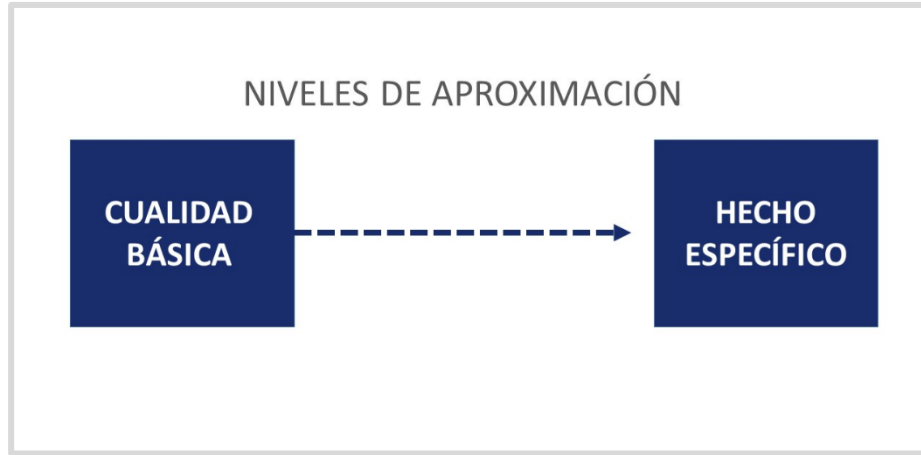 NIVELES DE APROXIMACIÓN
CUALIDAD
BÁSICA
HECHO
ESPECÍFICO